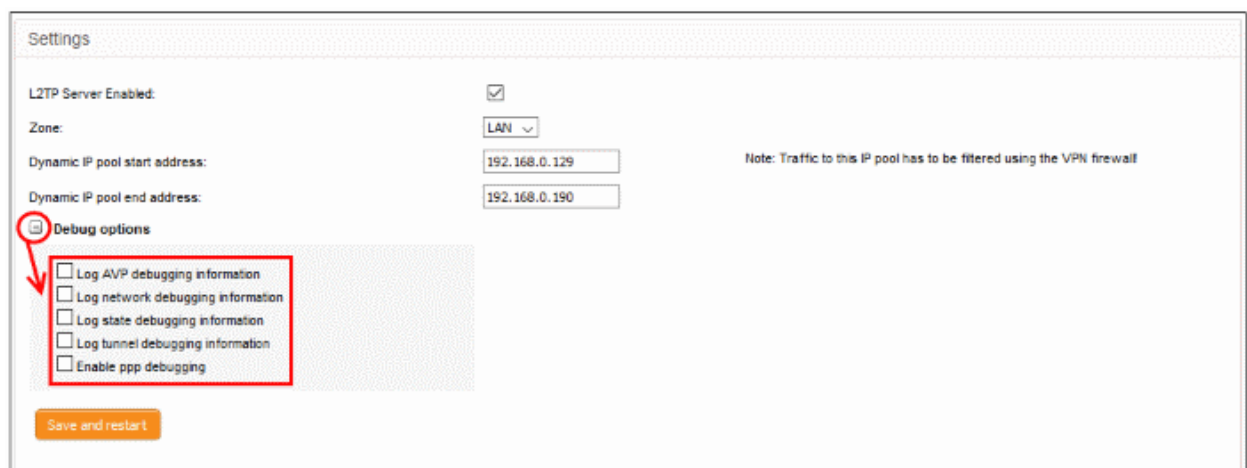 Settings
L2TP Server Enabled:
Zone:
LAN
Dynamic IP pool start address:
192.168.0.129
Note: Traffic to this IP pool has to be filtered using the VPN firewall!
Dynamic IP pool end address:
192.168.0.190
Debug options
Log AVP debugging information
Log network debugging information
Log state debugging information
Log tunnel debugging information
Enable ppp debugging
Save and restart